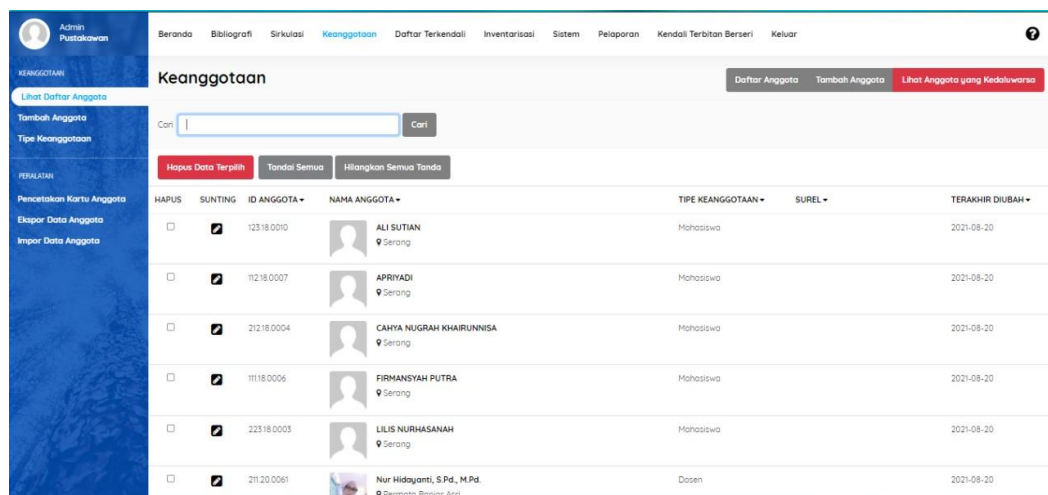 Admin
Pustakawan
Beranda Bibliografi Sirkulasi Keanggotaan Daftar Terkendali Inventarisasi Sistem Pelaporan Kendali Terbitan Berseri Keluar ?
KEANGGOTAAN
Lihat Daftar Anggota
Tambah Anggota
Tipe Keanggotaan
PERALATAN
Pencetakan Kartu Anggota
Ekspor Data Anggota
Impor Data Anggota
Keanggotaan
Daftar Anggota Tambah Anggota Lihat Anggota yang Kedaluwarsa
Cari Cari
Hapus Data Terpilih Tandai Semua Hilangkan Semua Tanda
HAPUS SUNTING ID ANGGOTA NAMA ANGGOTA TIPE KEANGGOTAAN SUREL TERAKHIR DIUBAH
123.18.0010 ALI SUTIAN Mahasiswa 2021-08-20
Serang
112.18.0007 APRIYADI Mahasiswa 2021-08-20
Serang
212.18.0004 CAHYA NUGRAH KHAIRUNNISA Mahasiswa 2021-08-20
Serang
111.18.0006 FIRMANSYAH PUTRA Mahasiswa 2021-08-20
Serang
223.18.0003 LILIS NURHASANAH Mahasiswa 2021-08-20
Serang
211.20.0061 Nur Hidayanti, S.Pd., M.Pd. Dosen 2021-08-20
Permata Banjar Asri